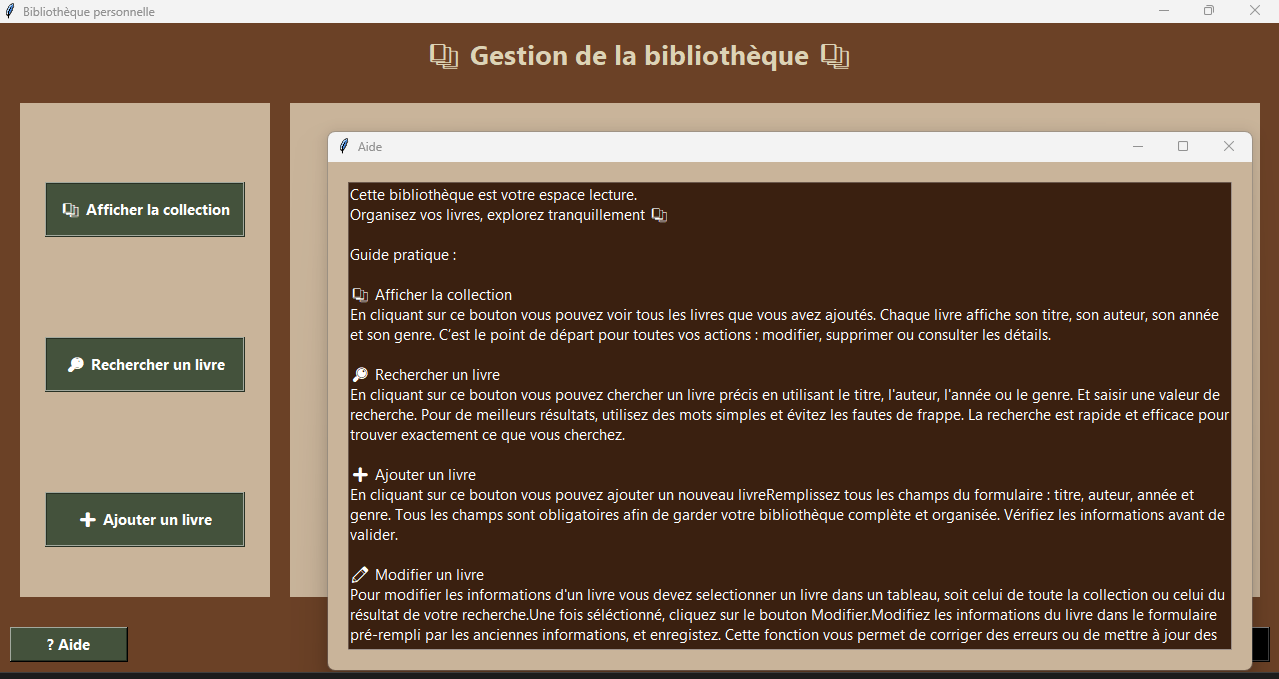 Bibliothèque personnelle
Gestion de la bibliothèque
Afficher la collection
Rechercher un livre
Ajouter un livre
? Aide
Aide
Cette bibliothèque est votre espace lecture.
Organisez vos livres, explorez tranquillement
Guide pratique :
Afficher la collection
En cliquant sur ce bouton vous pouvez voir tous les livres que vous avez ajoutés. Chaque livre affiche son titre, son auteur, son année
et son genre. C'est le point de départ pour toutes vos actions : modifier, supprimer ou consulter les détails.
Rechercher un livre
En cliquant sur ce bouton vous pouvez chercher un livre précis en utilisant le titre, l'auteur, l'année ou le genre. Et saisir une valeur de
recherche. Pour de meilleurs résultats, utilisez des mots simples et évitez les fautes de frappe. La recherche est rapide et efficace pour
trouver exactement ce que vous cherchez.
Ajouter un livre
En cliquant sur ce bouton vous pouvez ajouter un nouveau livreRemplissez tous les champs du formulaire : titre, auteur, année et
genre. Tous les champs sont obligatoires afin de garder votre bibliothèque complète et organisée. Vérifiez les informations avant de
valider.
Modifier un livre
Pour modifier les informations d'un livre vous devez selectionner un livre dans un tableau, soit celui de toute la collection ou celui du
résultat de votre recherche.Une fois séléctionné, cliquez sur le bouton Modifier.Modifiez les informations du livre dans le formulaire
pré-rempli par les anciennes informations, et enregistez. Cette fonction vous permet de corriger des erreurs ou de mettre à jour des